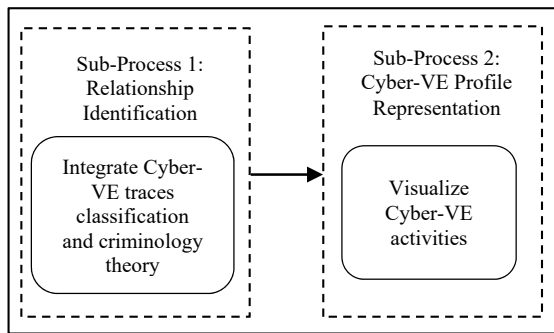 Sub-Process 1:
Relationship
Identification
Integrate Cyber-
VE traces
classification
and criminology
theory
Sub-Process 2:
Cyber-VE Profile
Representation
Visualize
Cyber-VE
activities